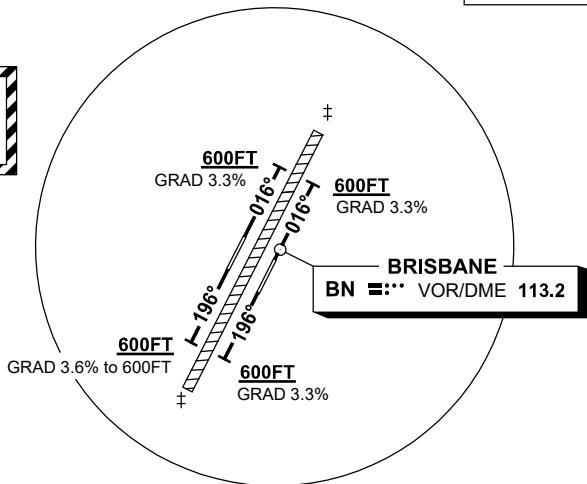 ‡
600FT
GRAD 3.3%
016°
600FT
GRAD 3.3%
016°
BRISBANE
BN VOR/DME 113.2
196°
600FT
GRAD 3.6% to 600FT
196°
600FT
GRAD 3.3%
‡